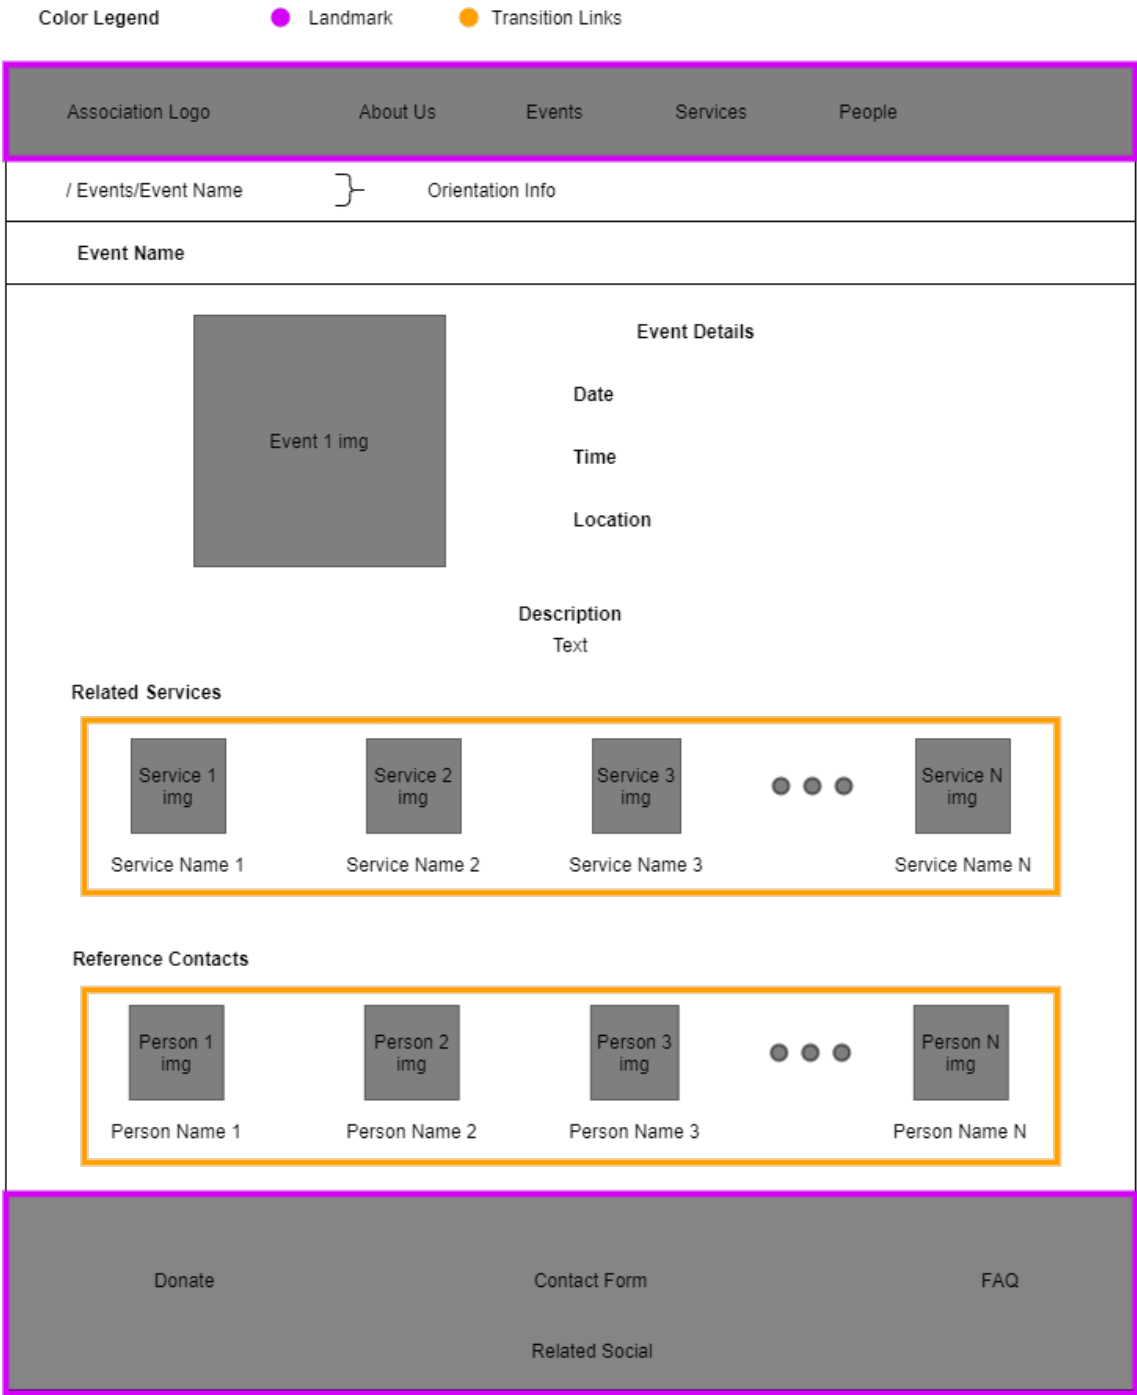 Color Legend Landmark Transition Links
Association Logo About Us Events Services People
/ Events/Event Name Orientation Info
Event Name
Event 1 img
Event Details
Date
Time
Location
Description
Text
Related Services
Service 1 img Service 2 img Service 3 img Service N img
Service Name 1 Service Name 2 Service Name 3 Service Name N
Reference Contacts
Person 1 img Person 2 img Person 3 img Person N img
Person Name 1 Person Name 2 Person Name 3 Person Name N
Donate Contact Form FAQ
Related Social